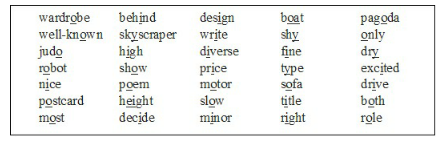 wardrobe behind design boat pagoda
well-known skyscraper write shy only
judo high diverse fine dry
robot show price type excited
nice poem motor sofa drive
postcard height slow title both
most decide minor right role